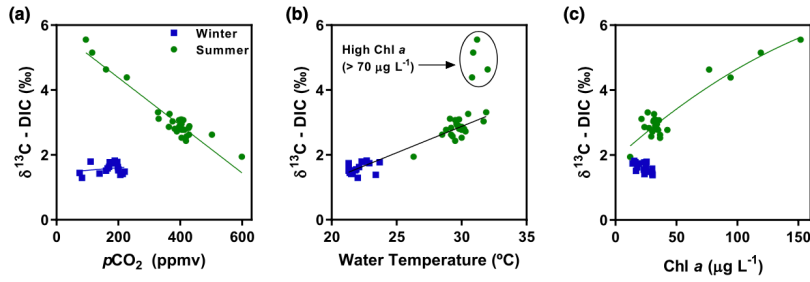 (a)
6
4
2
0
δ¹³C - DIC (‰)
0
200
400
600
pCO₂ (ppmv)
Winter
Summer
(b)
6
4
2
0
δ¹³C - DIC (‰)
20
25
30
35
Water Temperature (ºC)
High Chl a
(> 70 µg L⁻¹)
(c)
6
4
2
0
δ¹³C - DIC (‰)
0
50
100
150
Chl a (µg L⁻¹)